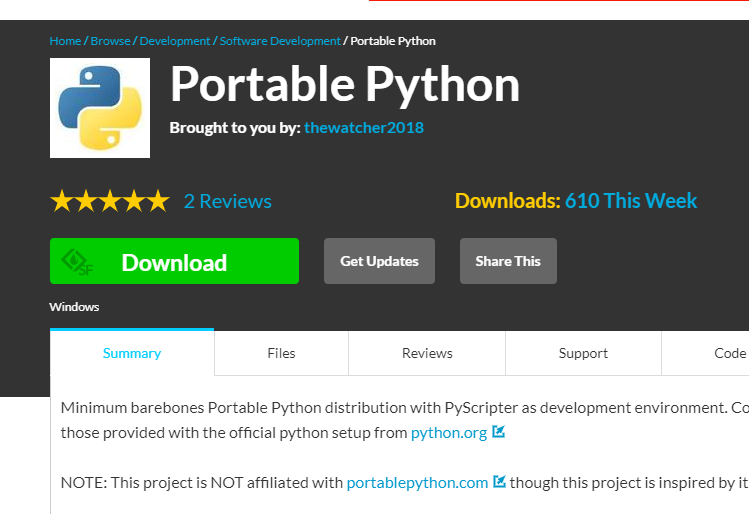 Home / Browse / Development / Software Development / Portable Python
Portable Python
Brought to you by: thewatcher2018
2 Reviews
Downloads: 610 This Week
SF
Download
Get Updates
Share This
Windows
Summary
Files
Reviews
Support
Code
Minimum barebones Portable Python distribution with PyScripter as development environment. Co
those provided with the official python setup from python.org
NOTE: This project is NOT affiliated with portablepython.com though this project is inspired by it